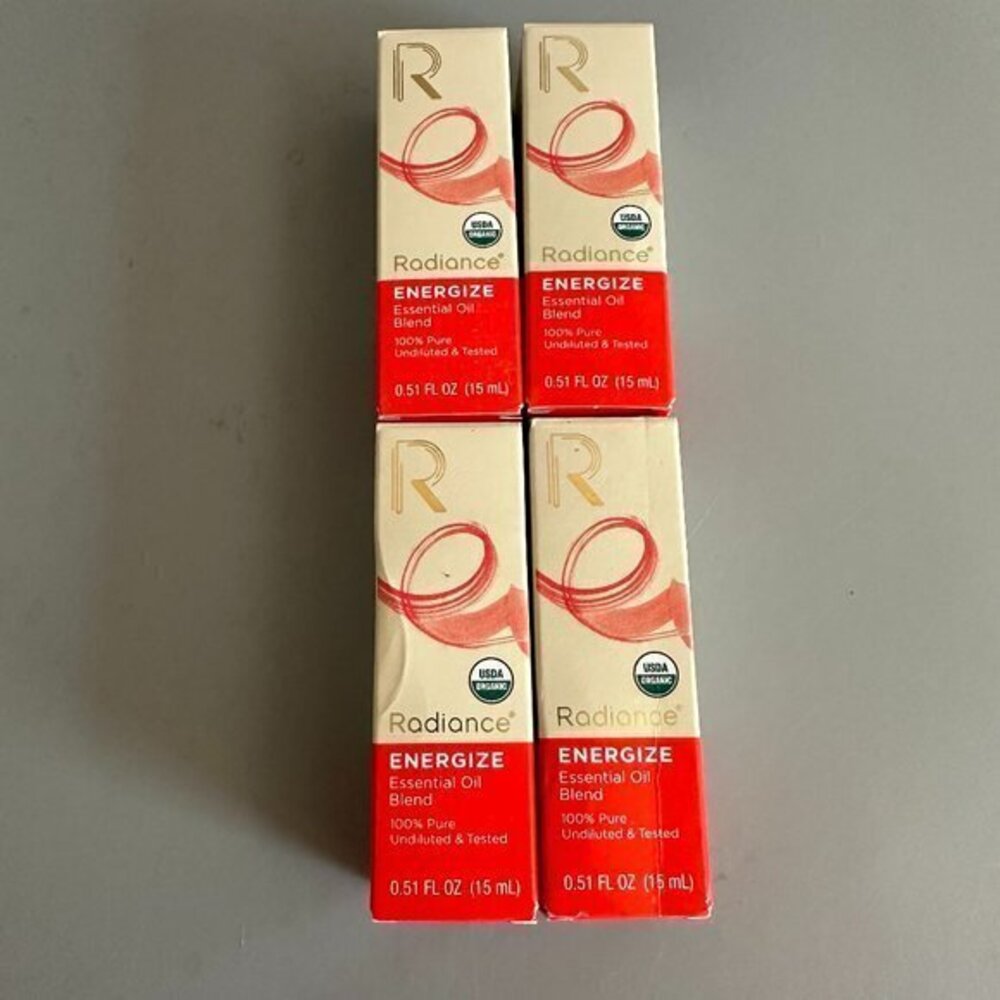 R
USDA
ORGANIC
Radiance®
ENERGIZE
Essential Oil
Blend
100% Pure
Undiluted & Tested
0.51 FL OZ (15 mL)
R
USDA
ORGANIC
Radiance®
ENERGIZE
Essential Oil
Blend
100% Pure
Undiluted & Tested
0.51 FL OZ (15 mL)
R
USDA
ORGANIC
Radiance®
ENERGIZE
Essential Oil
Blend
100% Pure
Undiluted & Tested
0.51 FL OZ (15 mL)
R
USDA
ORGANIC
Radiance®
ENERGIZE
Essential Oil
Blend
100% Pure
Undiluted & Tested
0.51 FL OZ (15 mL)